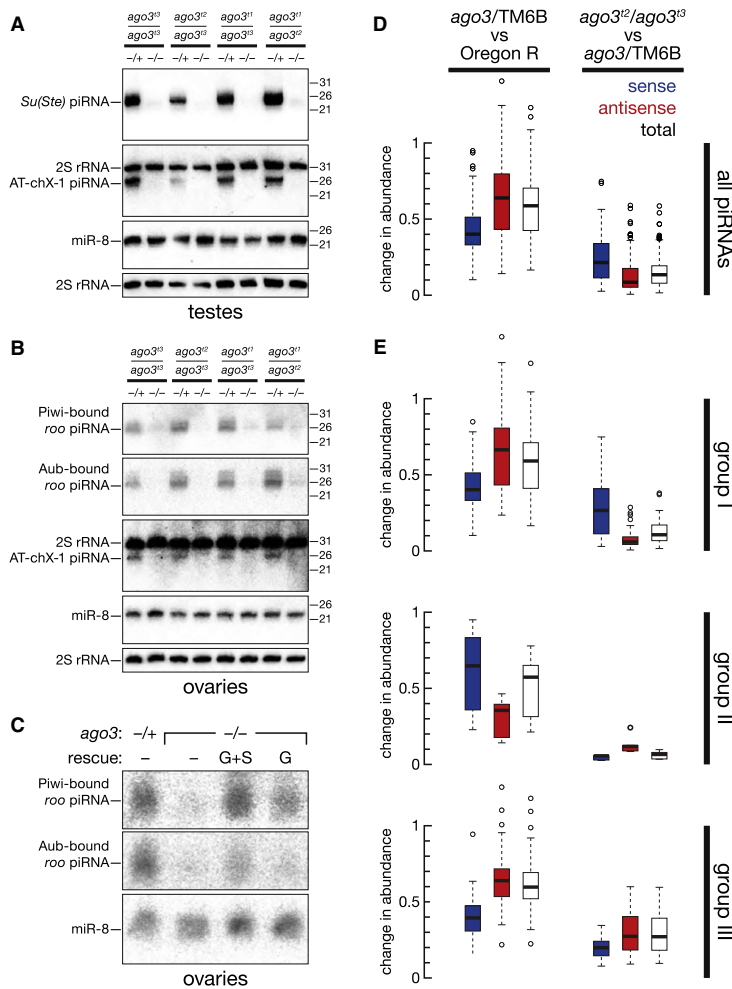 A
ago3t3 ago3t2 ago3t1 ago3t1
ago3t3 ago3t3 ago3t3 ago3t2
−/+ −/− −/+ −/− −/+ −/− −/+ −/−
Su(Ste) piRNA
31
26
21
2S rRNA
AT-chX-1 piRNA
31
26
21
miR-8
26
21
2S rRNA
testes
B
ago3t3 ago3t2 ago3t1 ago3t1
ago3t3 ago3t3 ago3t3 ago3t2
−/+ −/− −/+ −/− −/+ −/− −/+ −/−
Piwi-bound
roo piRNA
31
26
21
Aub-bound
roo piRNA
31
26
21
2S rRNA
AT-chX-1 piRNA
31
26
21
miR-8
26
21
2S rRNA
ovaries
C
ago3: −/+ −/−
rescue: − − G+S G
Piwi-bound
roo piRNA
Aub-bound
roo piRNA
miR-8
ovaries
D
ago3/TM6B
vs
Oregon R
ago3t2/ago3t3
vs
ago3/TM6B
sense
antisense
total
change in abundance
1
0.5
0
all piRNAs
E
change in abundance
1
0.5
0
group I
change in abundance
1
0.5
0
group II
change in abundance
1
0.5
0
group III